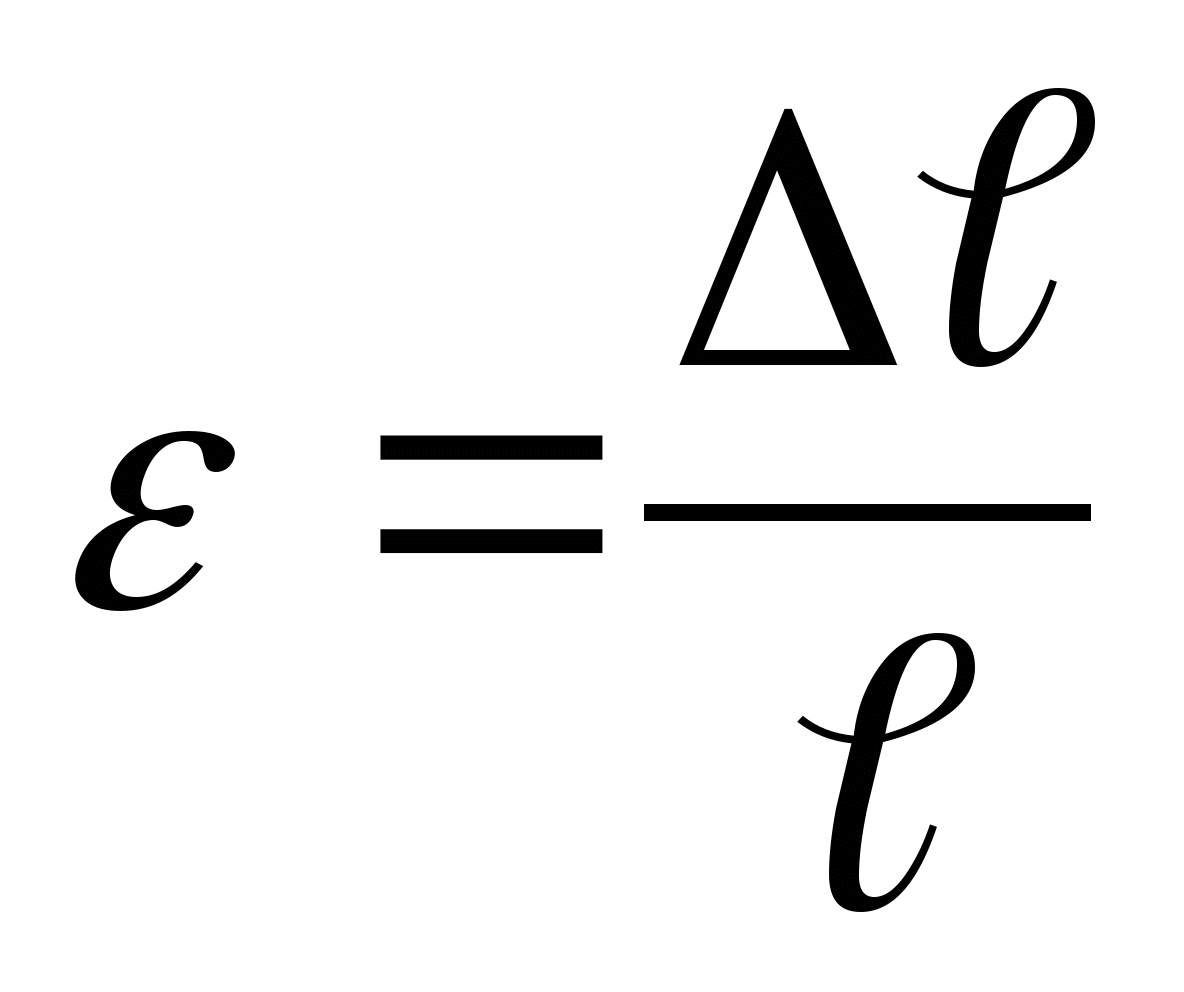 ε = Δℓ / ℓ